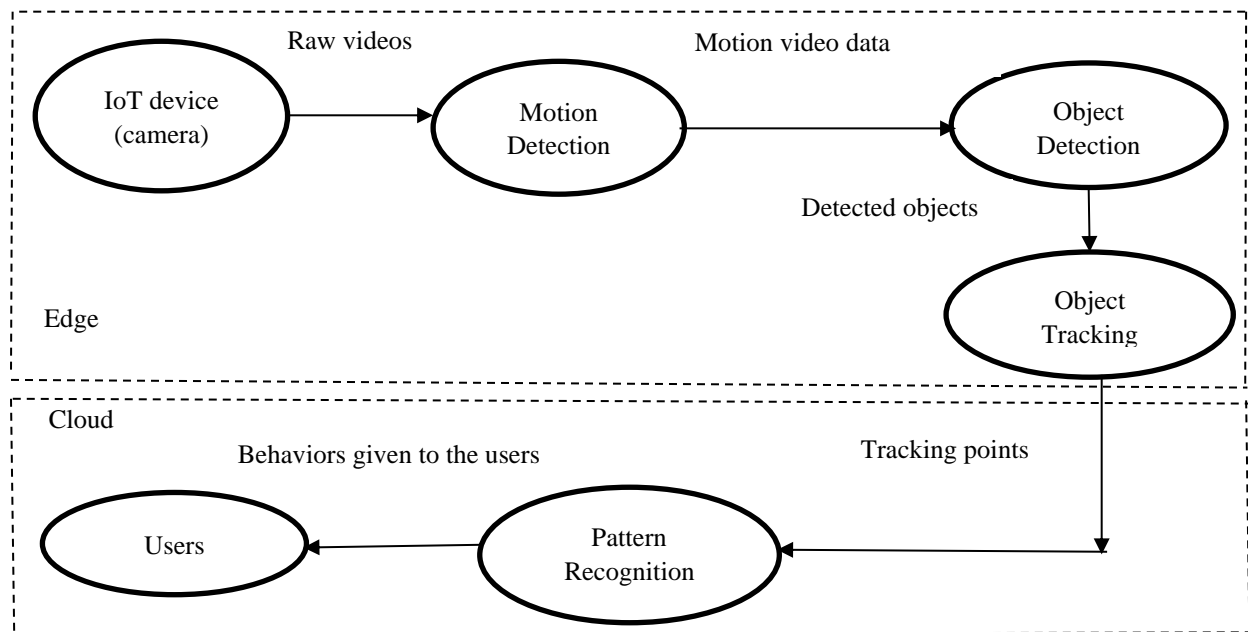 Raw videos
Motion video data
IoT device
(camera)
Motion
Detection
Object
Detection
Detected objects
Object
Tracking
Edge
Cloud
Behaviors given to the users
Tracking points
Users
Pattern
Recognition